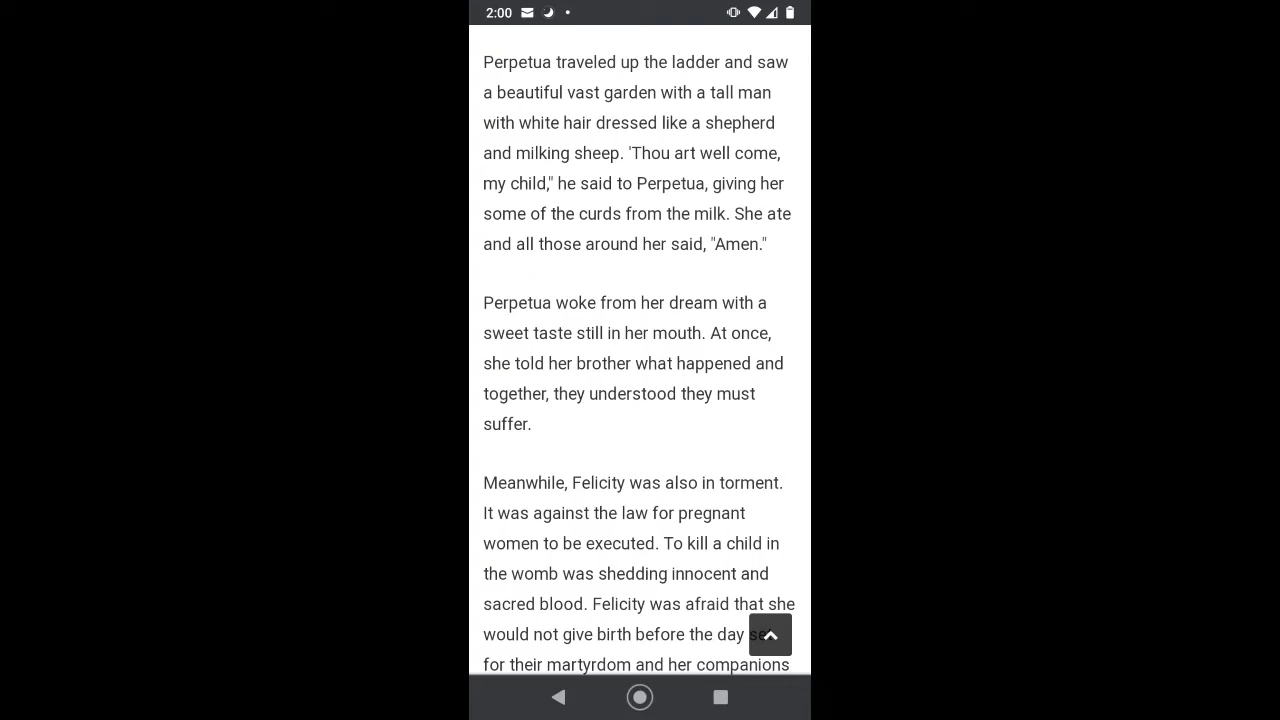 2:00
Perpetua traveled up the ladder and saw
a beautiful vast garden with a tall man
with white hair dressed like a shepherd
and milking sheep. 'Thou art well come,
my child," he said to Perpetua, giving her
some of the curds from the milk. She ate
and all those around her said, "Amen."
Perpetua woke from her dream with a
sweet taste still in her mouth. At once,
she told her brother what happened and
together, they understood they must
suffer.
Meanwhile, Felicity was also in torment.
It was against the law for pregnant
women to be executed. To kill a child in
the womb was shedding innocent and
sacred blood. Felicity was afraid that she
would not give birth before the day set
for their martyrdom and her companions